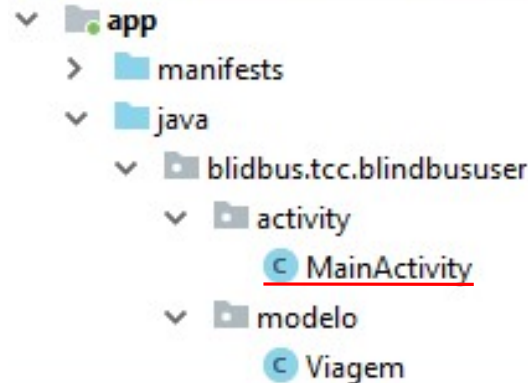 app
manifests
java
blidbus.tcc.blindbususer
activity
C MainActivity
modelo
C Viagem